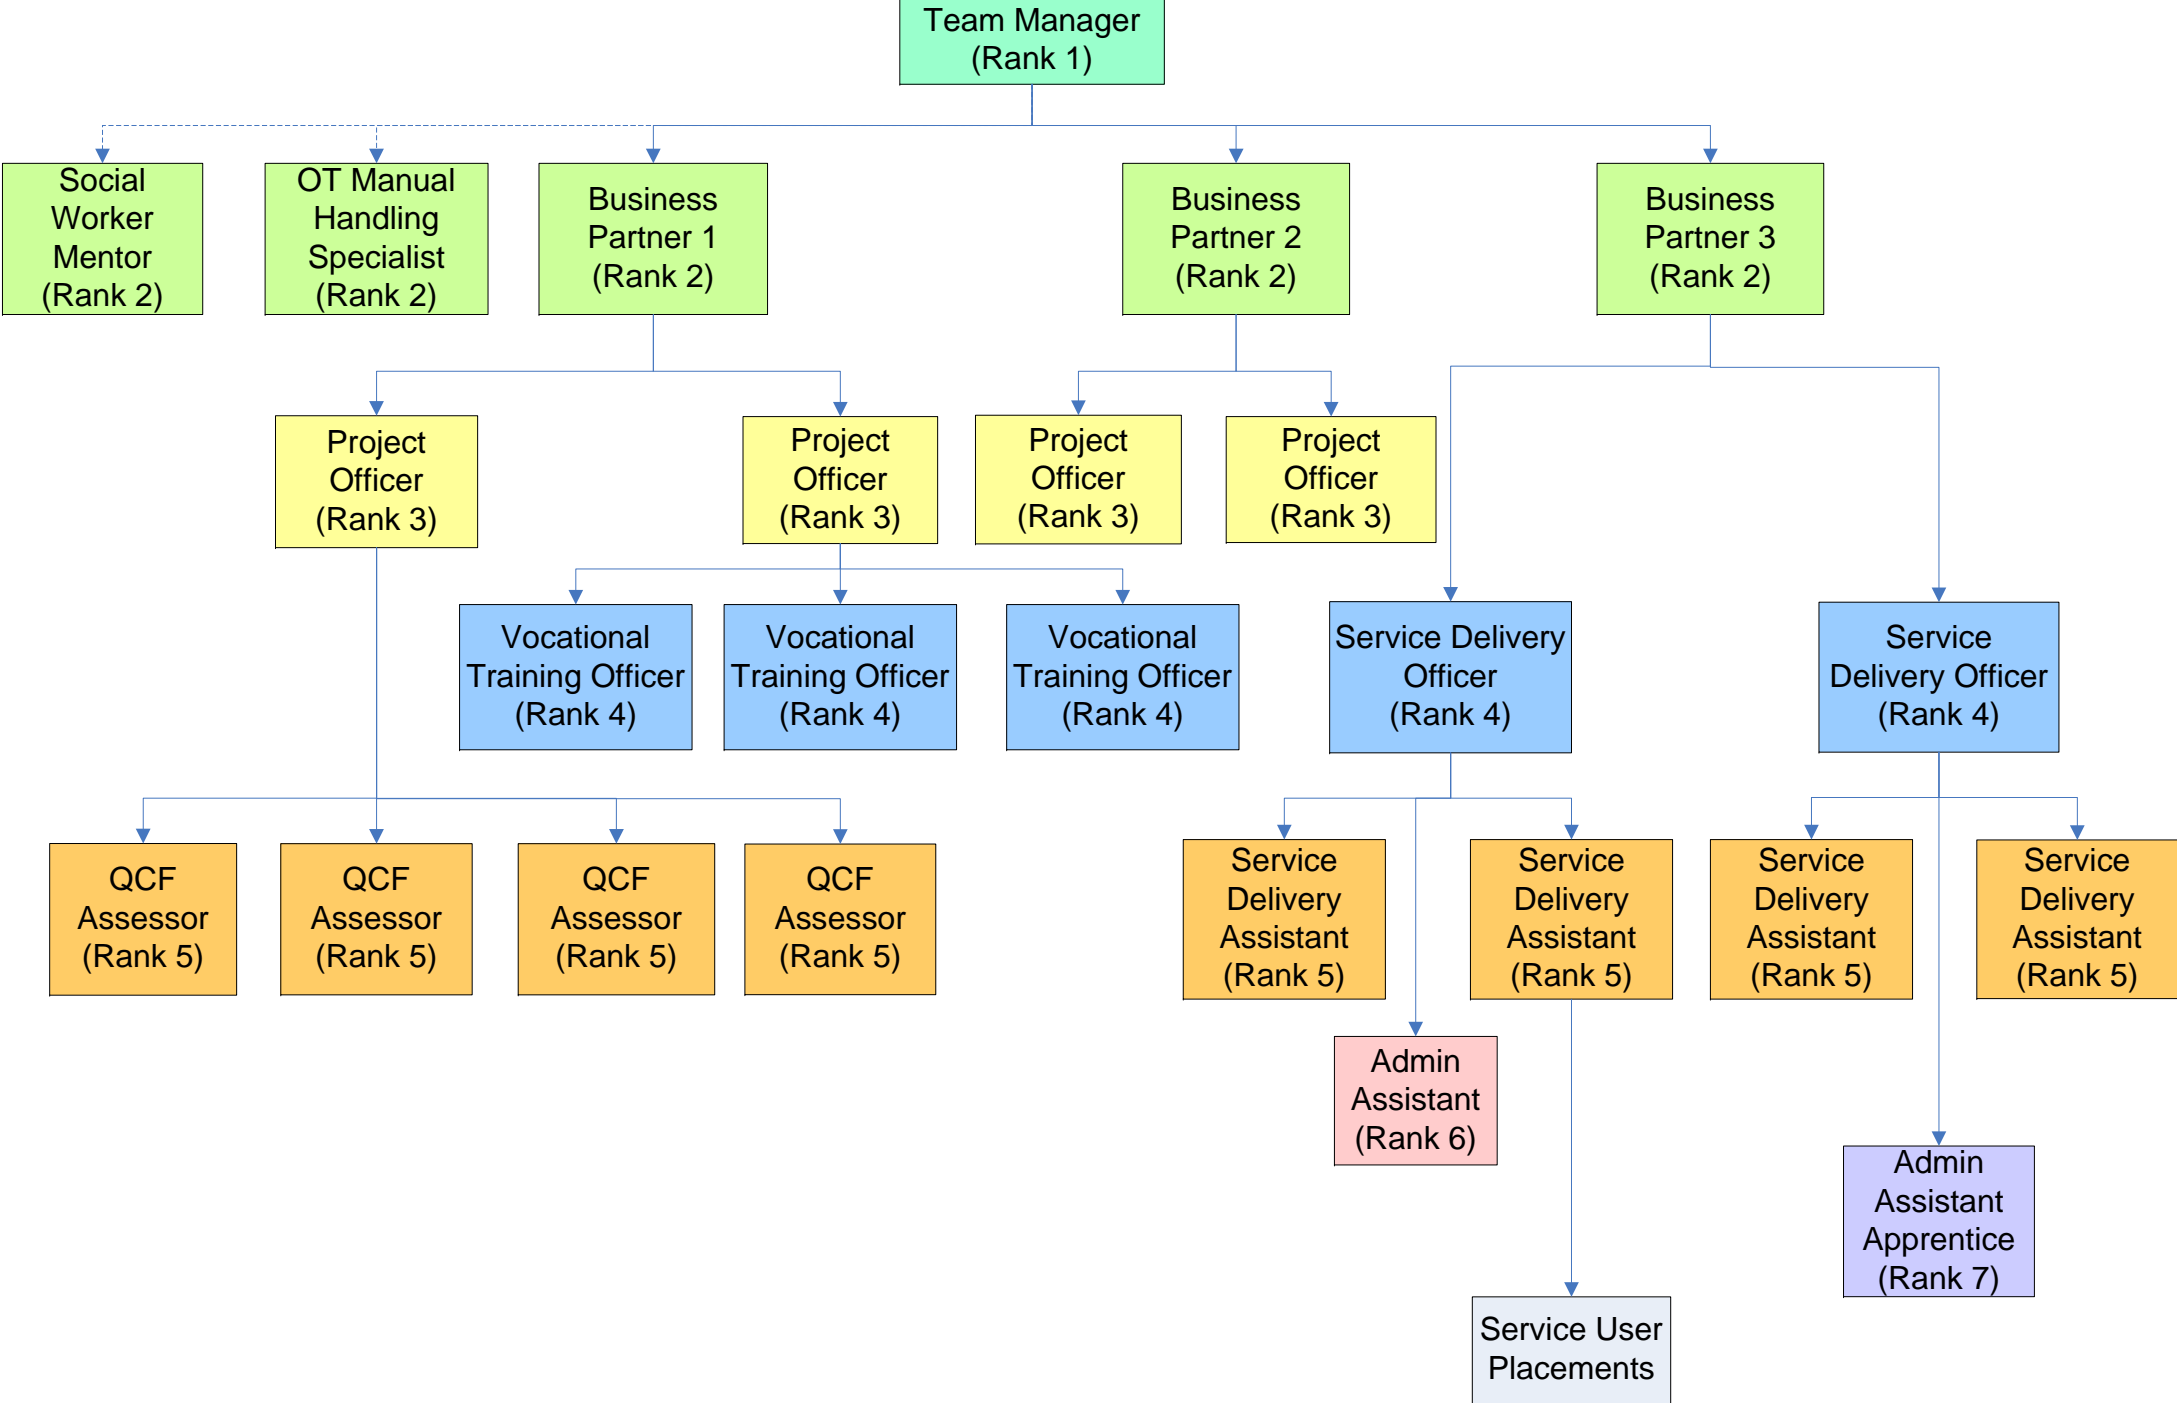 Team Manager
(Rank 1)
Social
Worker
Mentor
(Rank 2)
OT Manual
Handling
Specialist
(Rank 2)
Business
Partner 1
(Rank 2)
Business
Partner 2
(Rank 2)
Business
Partner 3
(Rank 2)
Project
Officer
(Rank 3)
Project
Officer
(Rank 3)
Project
Officer
(Rank 3)
Project
Officer
(Rank 3)
Vocational
Training Officer
(Rank 4)
Vocational
Training Officer
(Rank 4)
Vocational
Training Officer
(Rank 4)
Service Delivery
Officer
(Rank 4)
Service
Delivery Officer
(Rank 4)
QCF
Assessor
(Rank 5)
QCF
Assessor
(Rank 5)
QCF
Assessor
(Rank 5)
QCF
Assessor
(Rank 5)
Service
Delivery
Assistant
(Rank 5)
Service
Delivery
Assistant
(Rank 5)
Service
Delivery
Assistant
(Rank 5)
Service
Delivery
Assistant
(Rank 5)
Admin
Assistant
(Rank 6)
Admin
Assistant
Apprentice
(Rank 7)
Service User
Placements